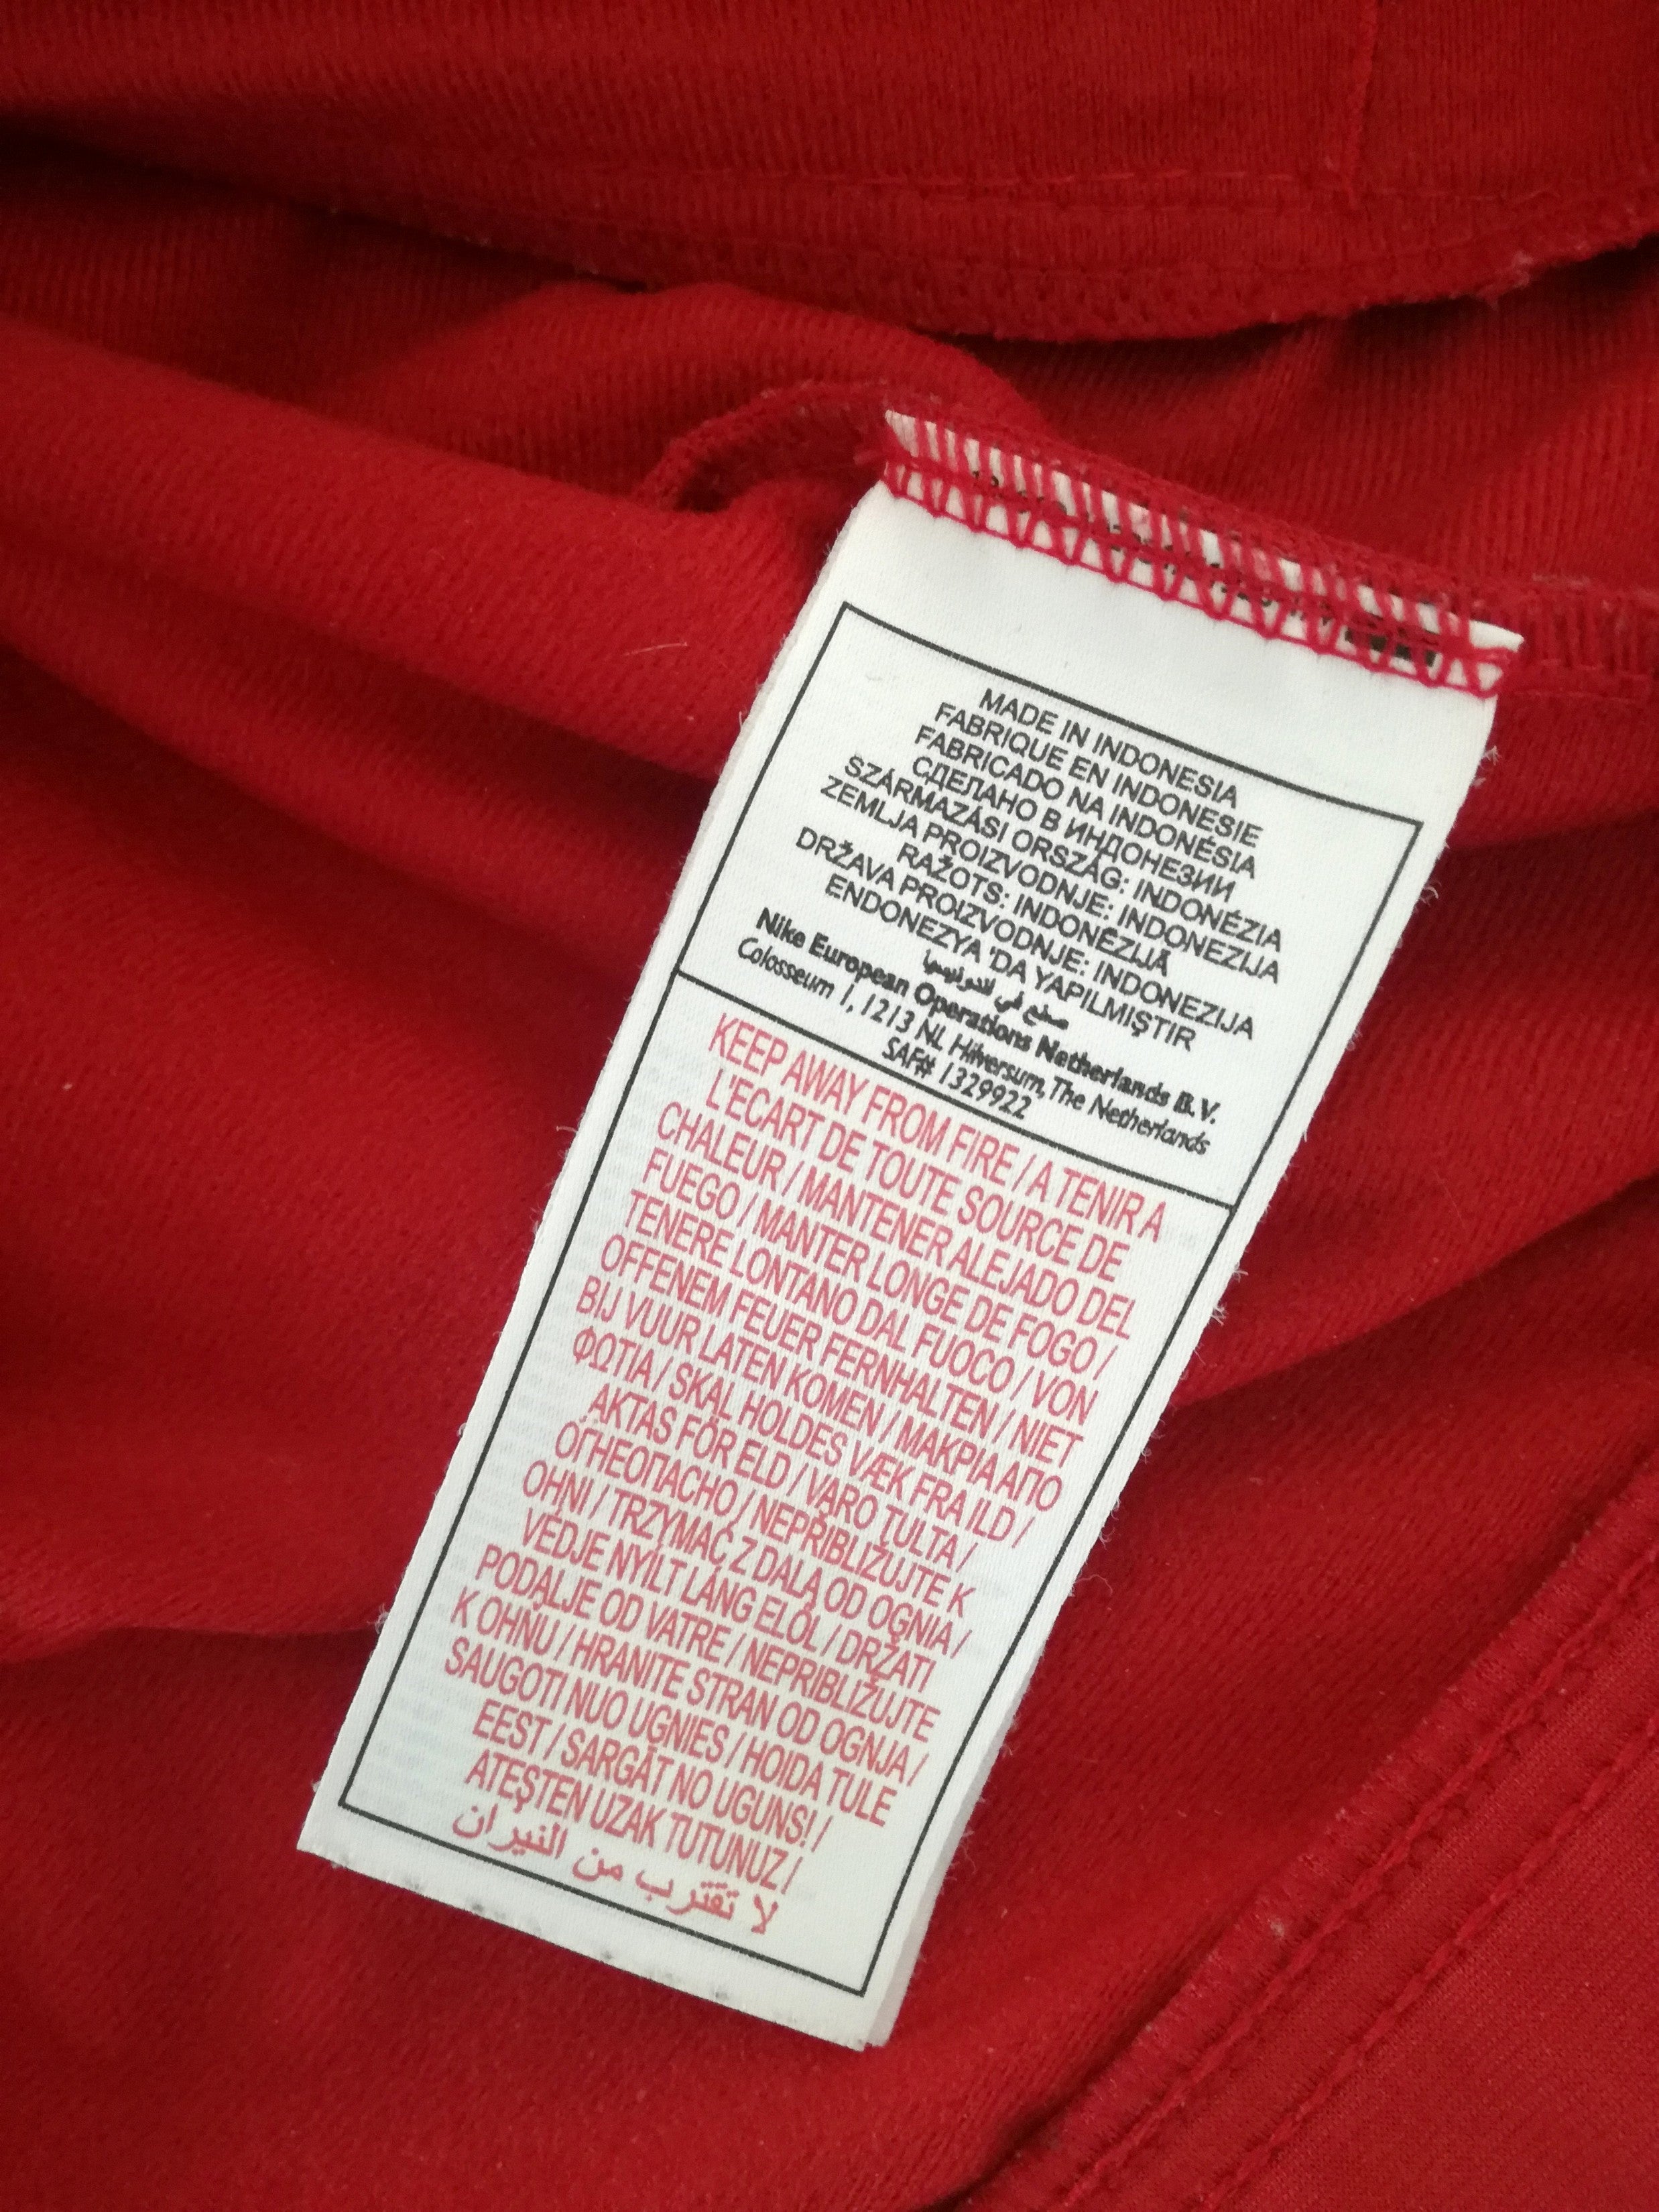 MADE IN INDONESIA
FABRIQUE EN INDONESIE
FABRICADO NA INDONÉSIA
СДЕЛАНО В ИНДОНЕЗИИ
SZÁRMAZÁSI ORSZÁG: INDONÉZIA
ZEMLJA PROIZVODNJE: INDONEZIJA
RAŽOTS: INDONĒZIJĀ
DRŽAVA PROIZVODNJE: INDONEZIJA
ENDONEZYA 'DA YAPILMIŞTIR
صنع في اندونيسيا
Nike European Operations Netherlands B.V.
Colosseum 1, 1213 NL Hilversum, The Netherlands
SAF# 1329922
KEEP AWAY FROM FIRE / A TENIR A
L'ECART DE TOUTE SOURCE DE
CHALEUR / MANTENER ALEJADO DEL
FUEGO / MANTER LONGE DE FOGO /
TENERE LONTANO DAL FUOCO / VON
OFFENEM FEUER FERNHALTEN / NIET
BIJ VUUR LATEN KOMEN / ΜΑΚΡΙΑ ΑΠΟ
ΦΩΤΙΑ / SKAL HOLDES VÆK FRA ILD /
AKTAS FÖR ELD / VARO TULTA /
ОГНЕОПАСНО / NEPŘIBLIŽUJTE K
OHNI / TRZYMAĆ Z DALA OD OGNIA /
VÉDJE NYÍLT LÁNG ELŐL / DRŽATI
PODALJE OD VATRE / NEPRIBLIŽUJTE
K OHŇU / HRANITE STRAN OD OGNJA /
SAUGOTI NUO UGNIES / HOIDA TULE
EEST / SARGĀT NO UGUNS! /
ATEŞTEN UZAK TUTUNUZ /
لا تقترب من النيران